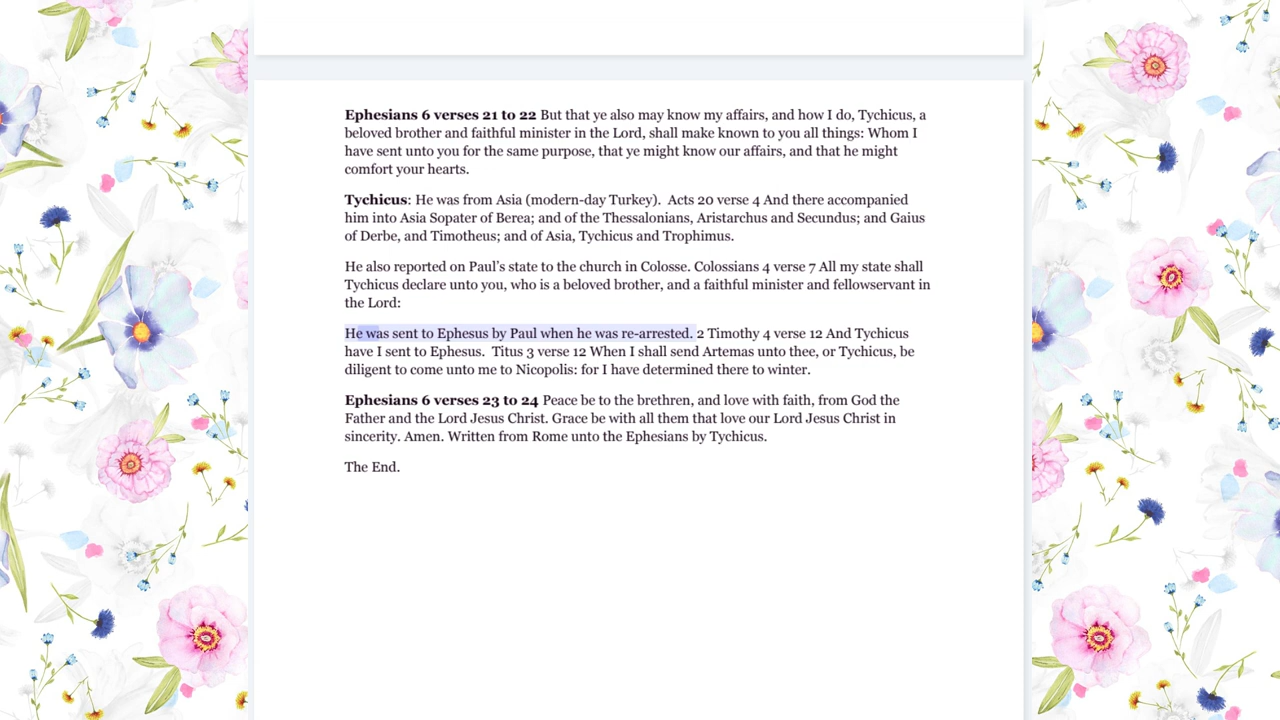 Ephesians 6 verses 21 to 22 But that ye also may know my affairs, and how I do, Tychicus, a
beloved brother and faithful minister in the Lord, shall make known to you all things: Whom I
have sent unto you for the same purpose, that ye might know our affairs, and that he might
comfort your hearts.
Tychicus: He was from Asia (modern-day Turkey).  Acts 20 verse 4 And there accompanied
him into Asia Sopater of Berea; and of the Thessalonians, Aristarchus and Secundus; and Gaius
of Derbe, and Timotheus; and of Asia, Tychicus and Trophimus.
He also reported on Paul's state to the church in Colosse. Colossians 4 verse 7 All my state shall
Tychicus declare unto you, who is a beloved brother, and a faithful minister and fellowservant in
the Lord:
He was sent to Ephesus by Paul when he was re-arrested. 2 Timothy 4 verse 12 And Tychicus
have I sent to Ephesus.  Titus 3 verse 12 When I shall send Artemas unto thee, or Tychicus, be
diligent to come unto me to Nicopolis: for I have determined there to winter.
Ephesians 6 verses 23 to 24 Peace be to the brethren, and love with faith, from God the
Father and the Lord Jesus Christ. Grace be with all them that love our Lord Jesus Christ in
sincerity. Amen. Written from Rome unto the Ephesians by Tychicus.
The End.